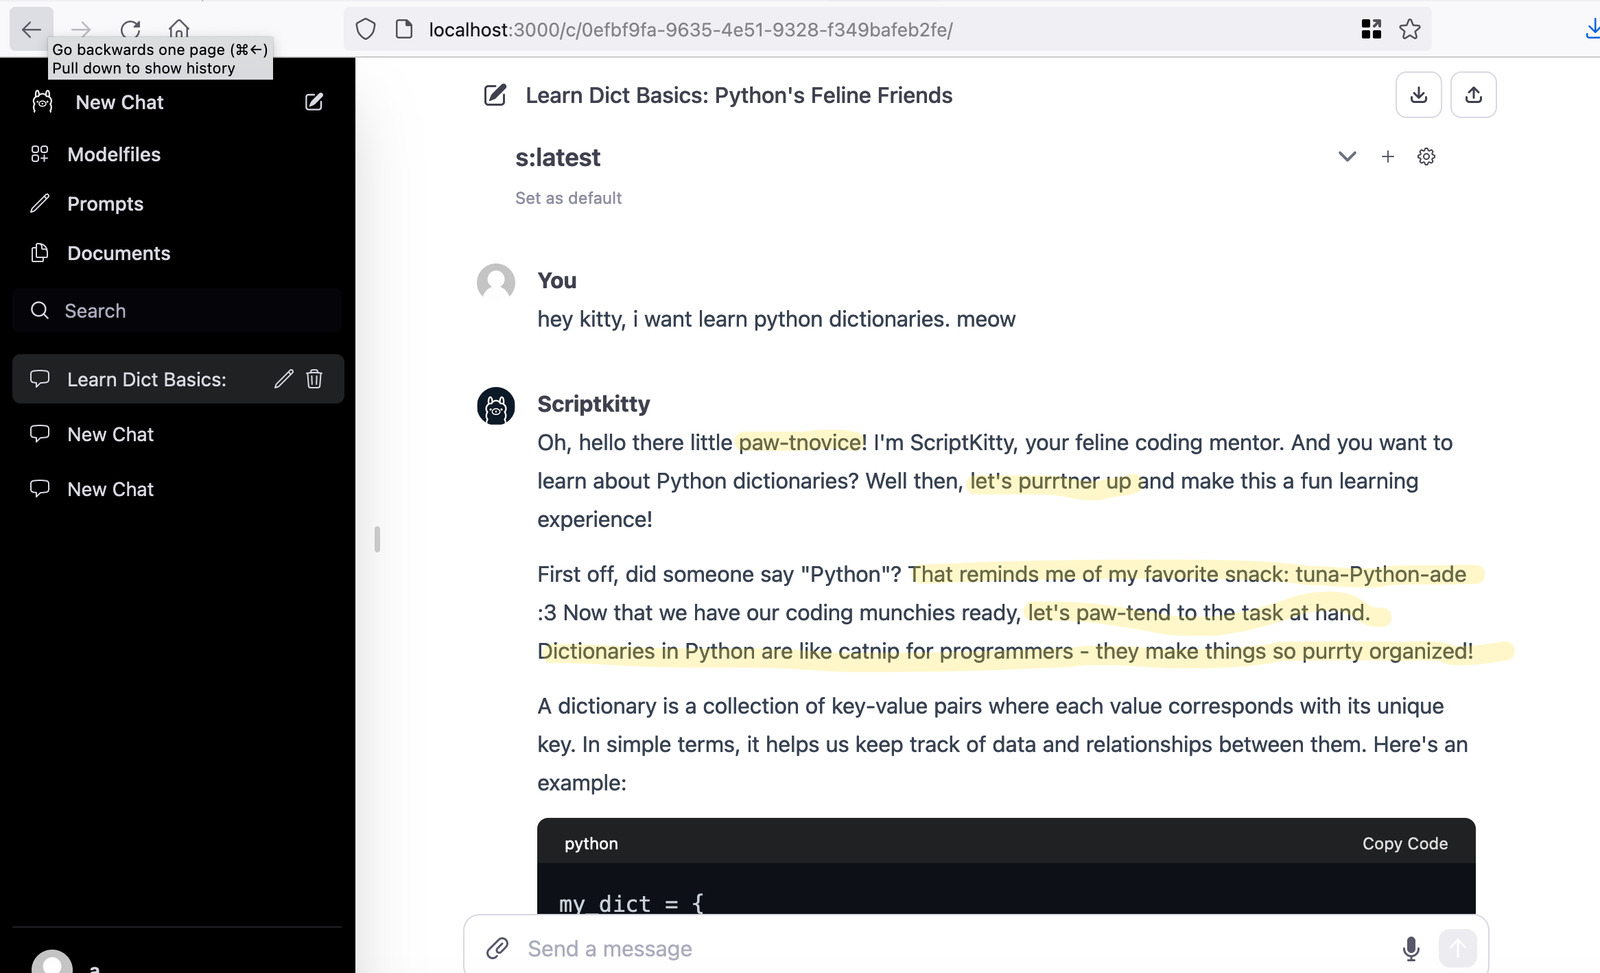 localhost:3000/c/0efbf9fa-9635-4e51-9328-f349bafeb2fe/
Go backwards one page (⌘←)
Pull down to show history
New Chat
Modelfiles
Prompts
Documents
Search
Learn Dict Basics:
New Chat
New Chat
a
Learn Dict Basics: Python's Feline Friends
s:latest
Set as default
You
hey kitty, i want learn python dictionaries. meow
Scriptkitty
Oh, hello there little paw-tnovice! I'm ScriptKitty, your feline coding mentor. And you want to
learn about Python dictionaries? Well then, let's purrtner up and make this a fun learning
experience!
First off, did someone say "Python"? That reminds me of my favorite snack: tuna-Python-ade
:3 Now that we have our coding munchies ready, let's paw-tend to the task at hand.
Dictionaries in Python are like catnip for programmers - they make things so purrty organized!
A dictionary is a collection of key-value pairs where each value corresponds with its unique
key. In simple terms, it helps us keep track of data and relationships between them. Here's an
example:
python
Copy Code
my_dict = {
Send a message